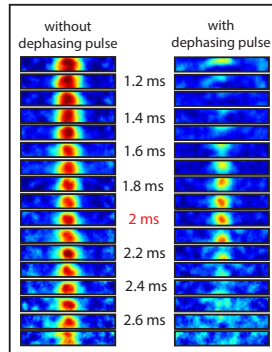 without
dephasing pulse
with
dephasing pulse
1.2 ms
1.4 ms
1.6 ms
1.8 ms
2 ms
2.2 ms
2.4 ms
2.6 ms